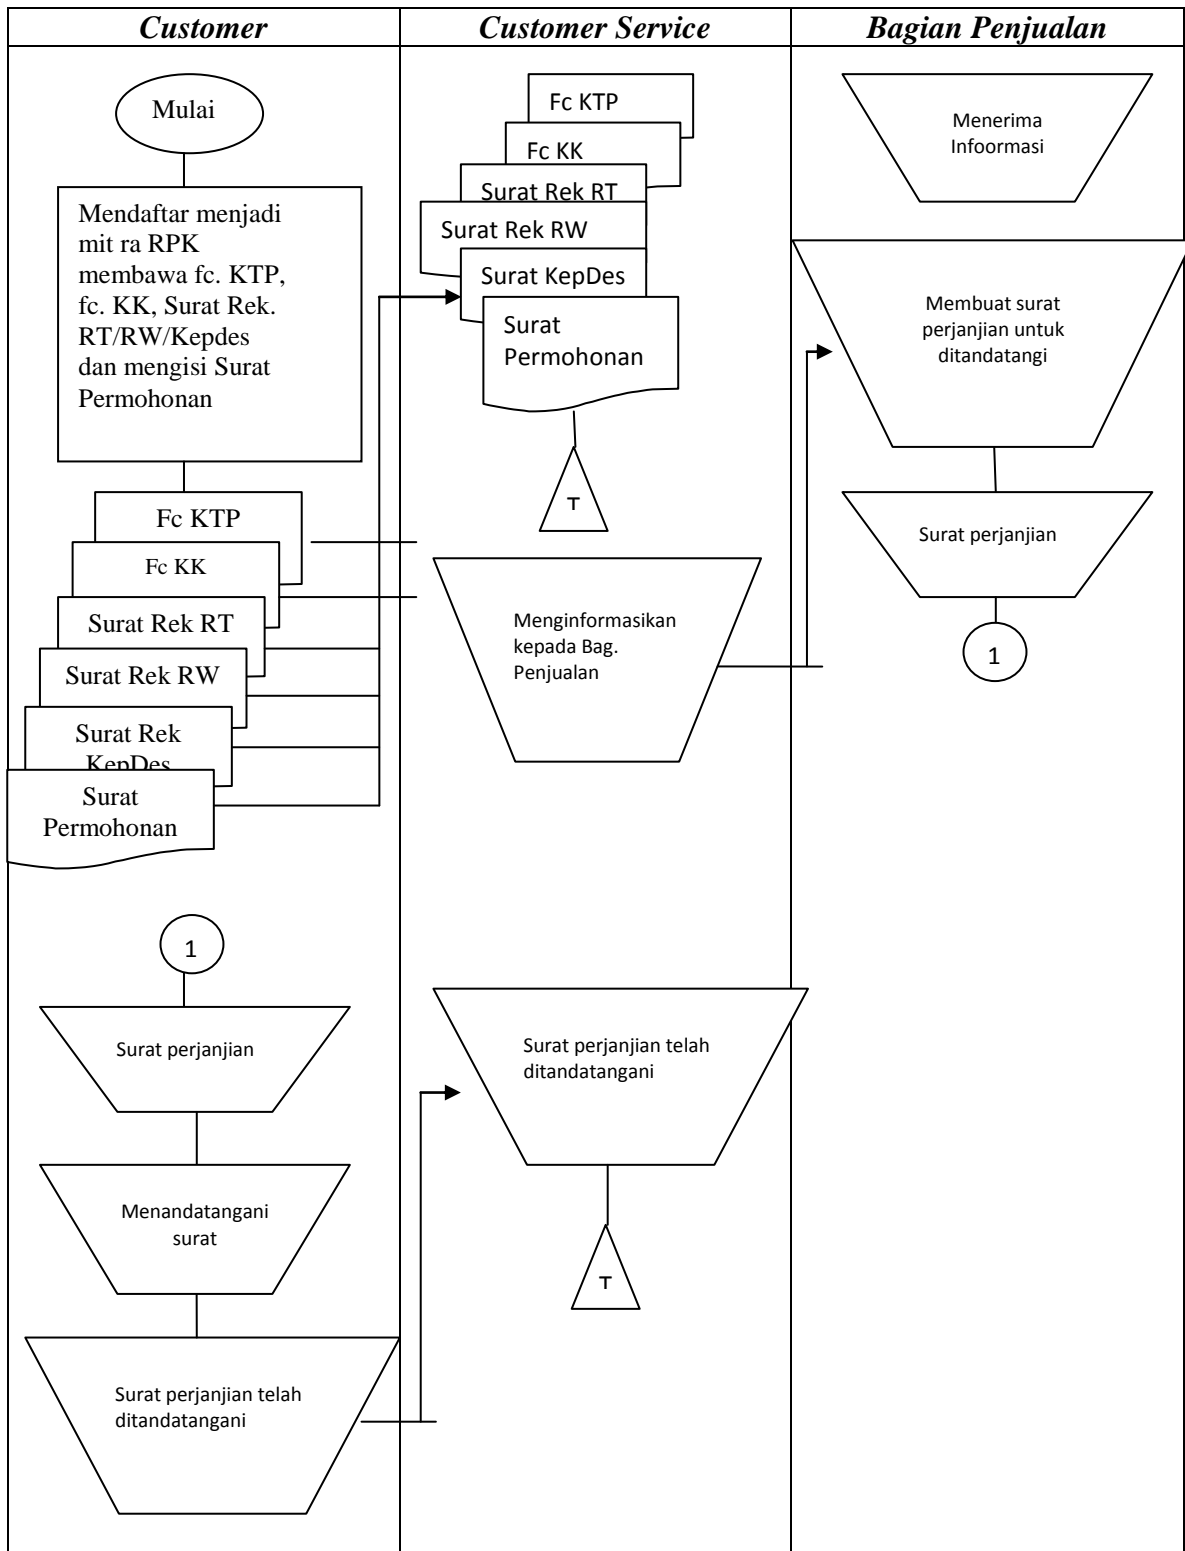 Customer
Customer Service
Bagian Penjualan
Mulai
Mendaftar menjadi
mit ra RPK
membawa fc. KTP,
fc. KK, Surat Rek.
RT/RW/Kepdes
dan mengisi Surat
Permohonan
Fc KTP
Fc KK
Surat Rek RT
Surat Rek RW
Surat Rek
KepDes
Surat
Permohonan
1
Surat perjanjian
Menandatangani
surat
Surat perjanjian telah
ditandatangani
Fc KTP
Fc KK
Surat Rek RT
Surat Rek RW
Surat KepDes
Surat
Permohonan
T
Menginformasikan
kepada Bag.
Penjualan
Surat perjanjian telah
ditandatangani
T
Menerima
Infoormasi
Membuat surat
perjanjian untuk
ditandatangi
Surat perjanjian
1